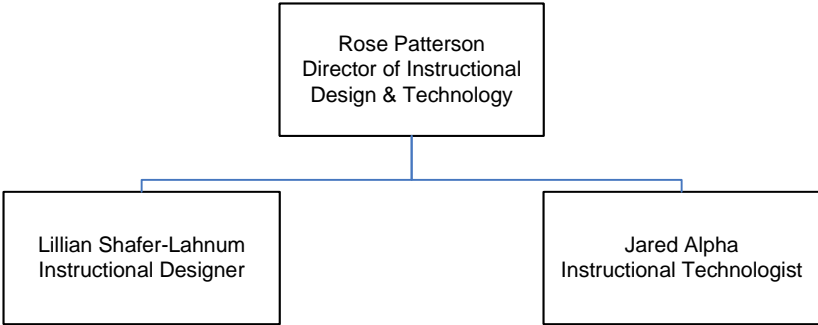 Rose Patterson
Director of Instructional
Design & Technology
Lillian Shafer-Lahnum
Instructional Designer
Jared Alpha
Instructional Technologist